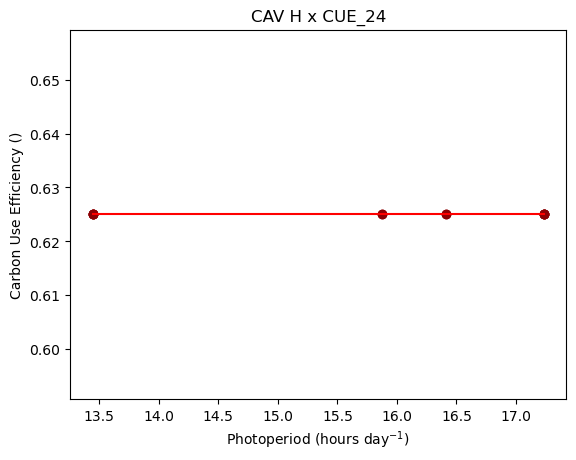 CAV H x CUE_24
Carbon Use Efficiency ()
0.65
0.64
0.63
0.62
0.61
0.60
13.5 14.0 14.5 15.0 15.5 16.0 16.5 17.0
Photoperiod (hours day⁻¹)